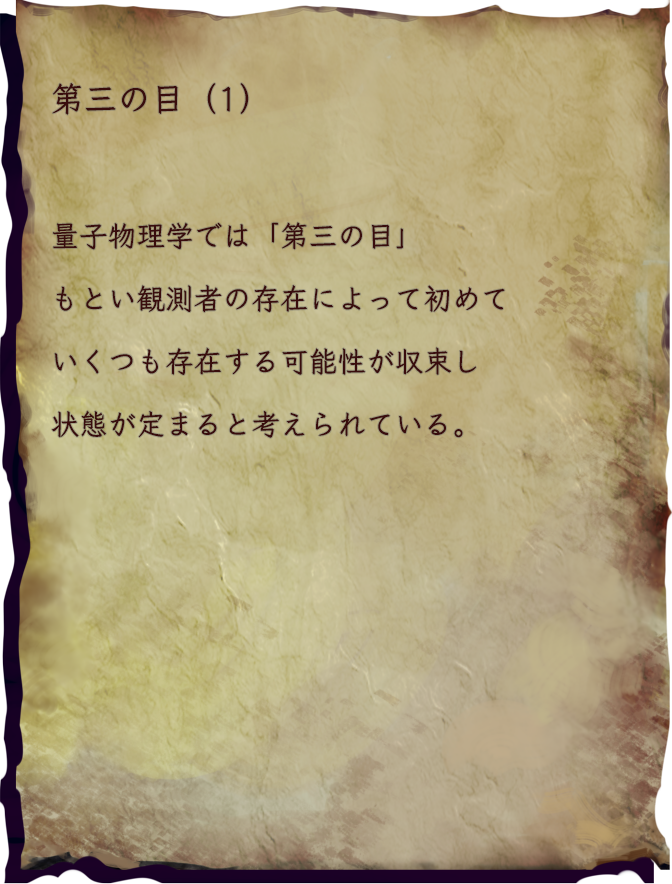 第三の目（1）
量子物理学では「第三の目」
もとい観測者の存在によって初めて
いくつも存在する可能性が収束し
状態が定まると考えられている。